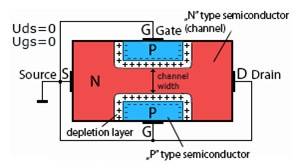 Uds=0
Ugs=0
G Gate
„N” type semiconductor
(channel)
P
- - - - - -
+ + + + + + + +
Source S
N
channel
width
D Drain
+ + + + + + + +
- - - - - -
P
depletion layer
G
„P” type semiconductor